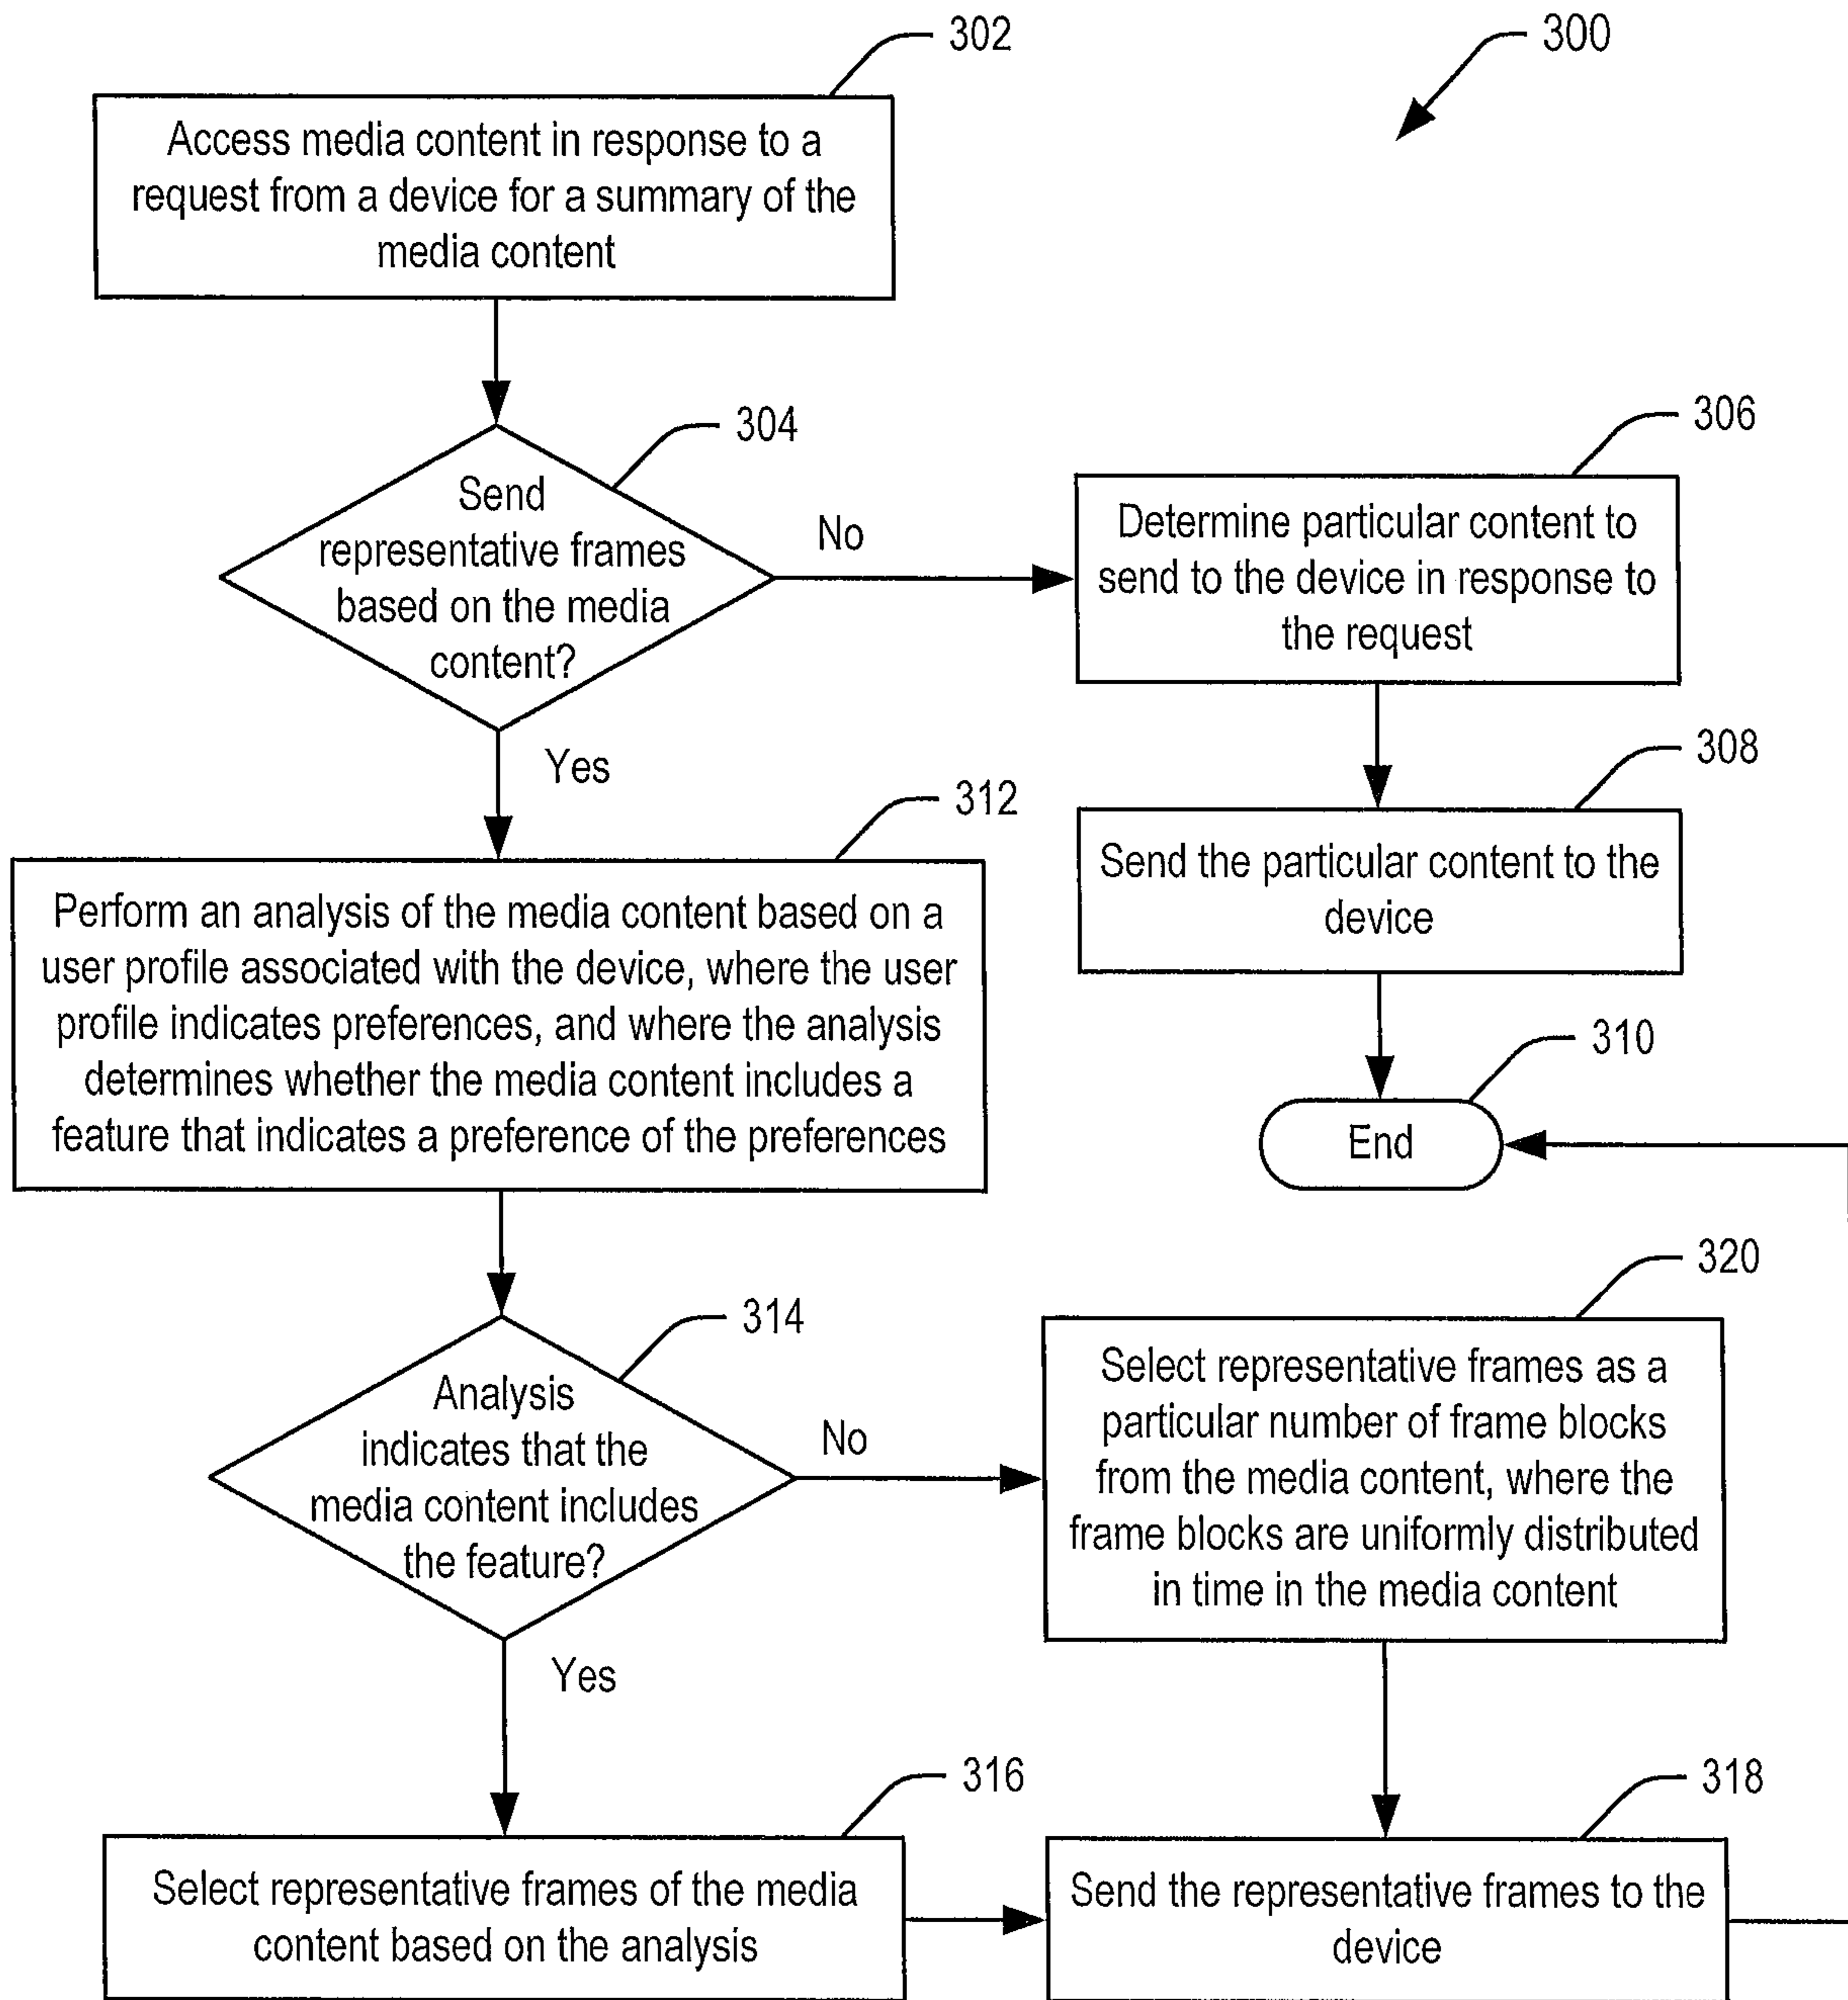 302
300
Access media content in response to a
request from a device for a summary of the
media content
304
Send
representative frames
based on the media
content?
No
306
Determine particular content to
send to the device in response to
the request
Yes
308
Send the particular content to the
device
312
Perform an analysis of the media content based on a
user profile associated with the device, where the user
profile indicates preferences, and where the analysis
determines whether the media content includes a
feature that indicates a preference of the preferences
310
End
314
Analysis
indicates that the
media content includes
the feature?
No
320
Select representative frames as a
particular number of frame blocks
from the media content, where the
frame blocks are uniformly distributed
in time in the media content
Yes
316
Select representative frames of the media
content based on the analysis
318
Send the representative frames to the
device